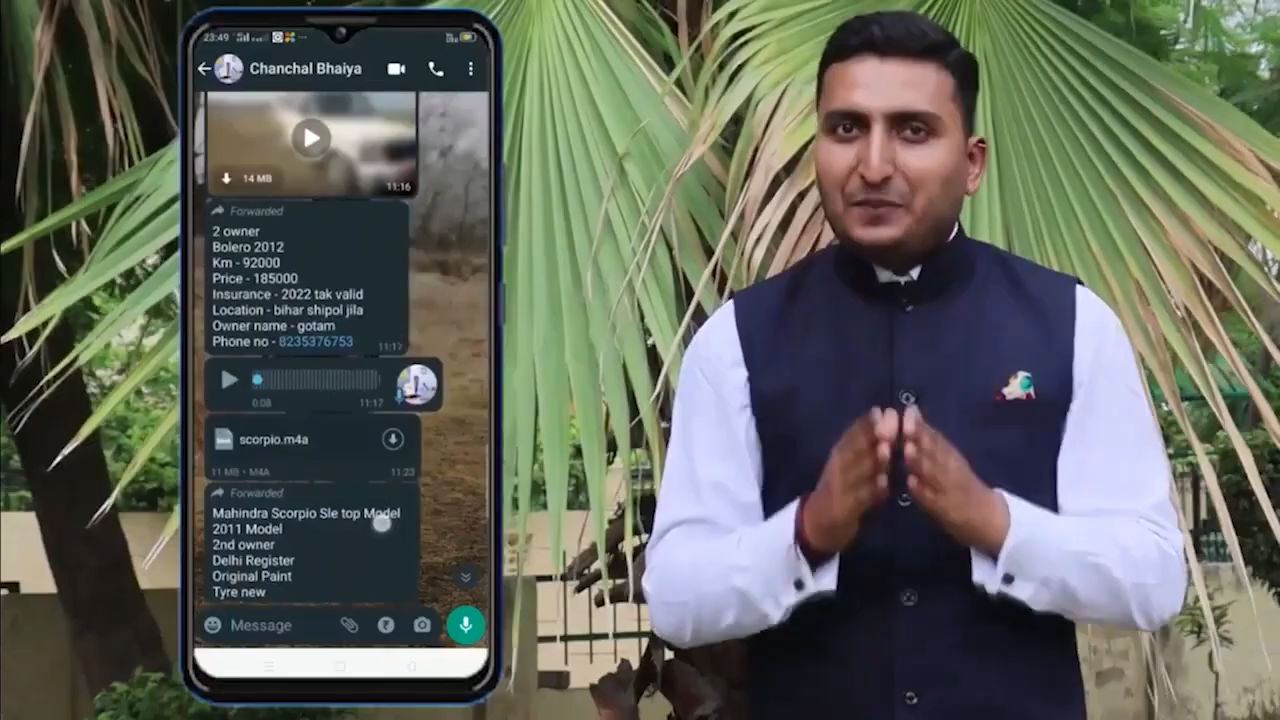 23:49
Chanchal Bhaiya
14 MB
11:16
Forwarded
2 owner
Bolero 2012
Km - 92000
Price - 185000
Insurance - 2022 tak valid
Location - bihar shipol jila
Owner name - gotam
Phone no - 8235376753
11:17
0:08
11:17
scorpio.m4a
11 MB • M4A
11:23
Forwarded
Mahindra Scorpio Sle top Model
2011 Model
2nd owner
Delhi Register
Original Paint
Tyre new
Message